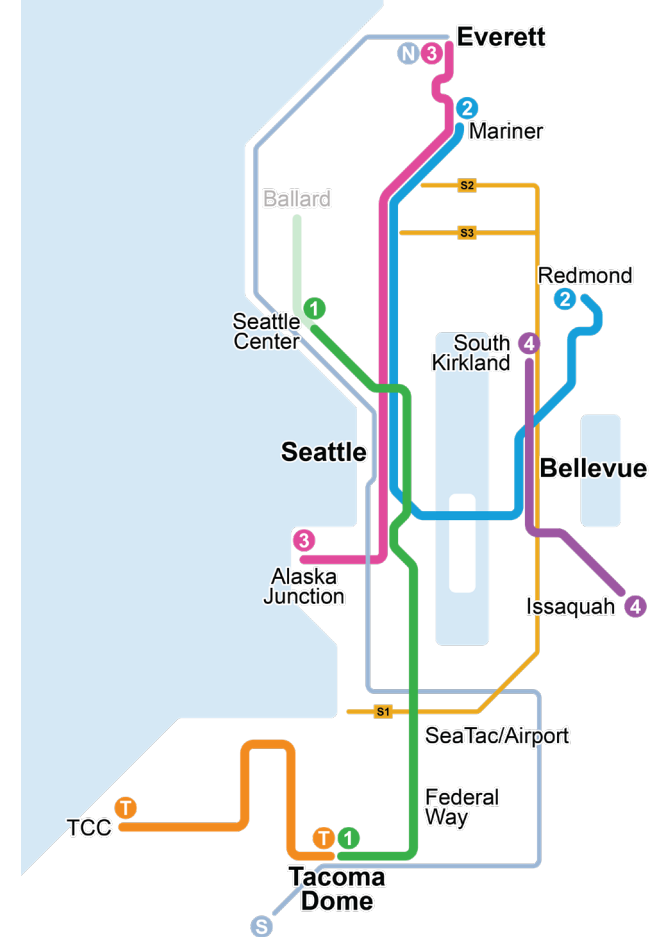 Everett
N
3
2
Mariner
S2
Ballard
S3
Redmond
2
1
Seattle
Center
South
Kirkland
4
Seattle
Bellevue
3
Alaska
Junction
Issaquah
4
S1
SeaTac/Airport
Federal
Way
T
TCC
T
1
Tacoma
Dome
S